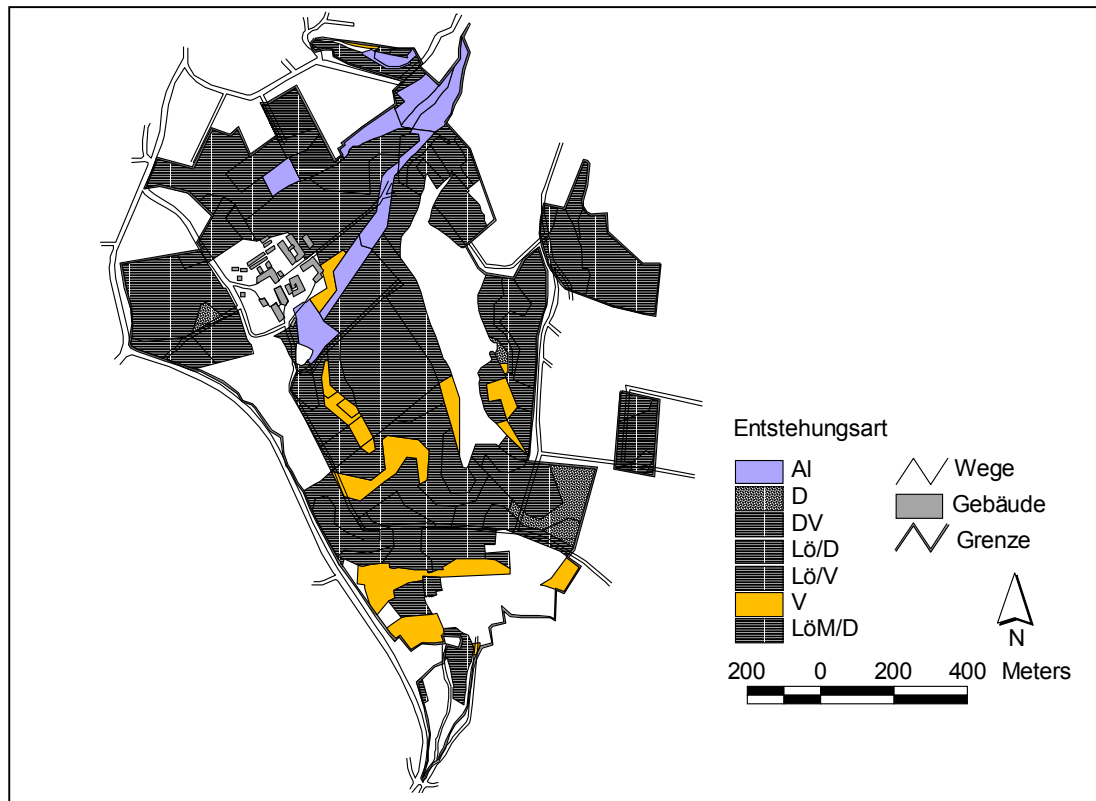 Entstehungsart
Al
D
DV
Lö/D
Lö/V
V
LöM/D
Wege
Gebäude
Grenze
N
200 0 200 400 Meters